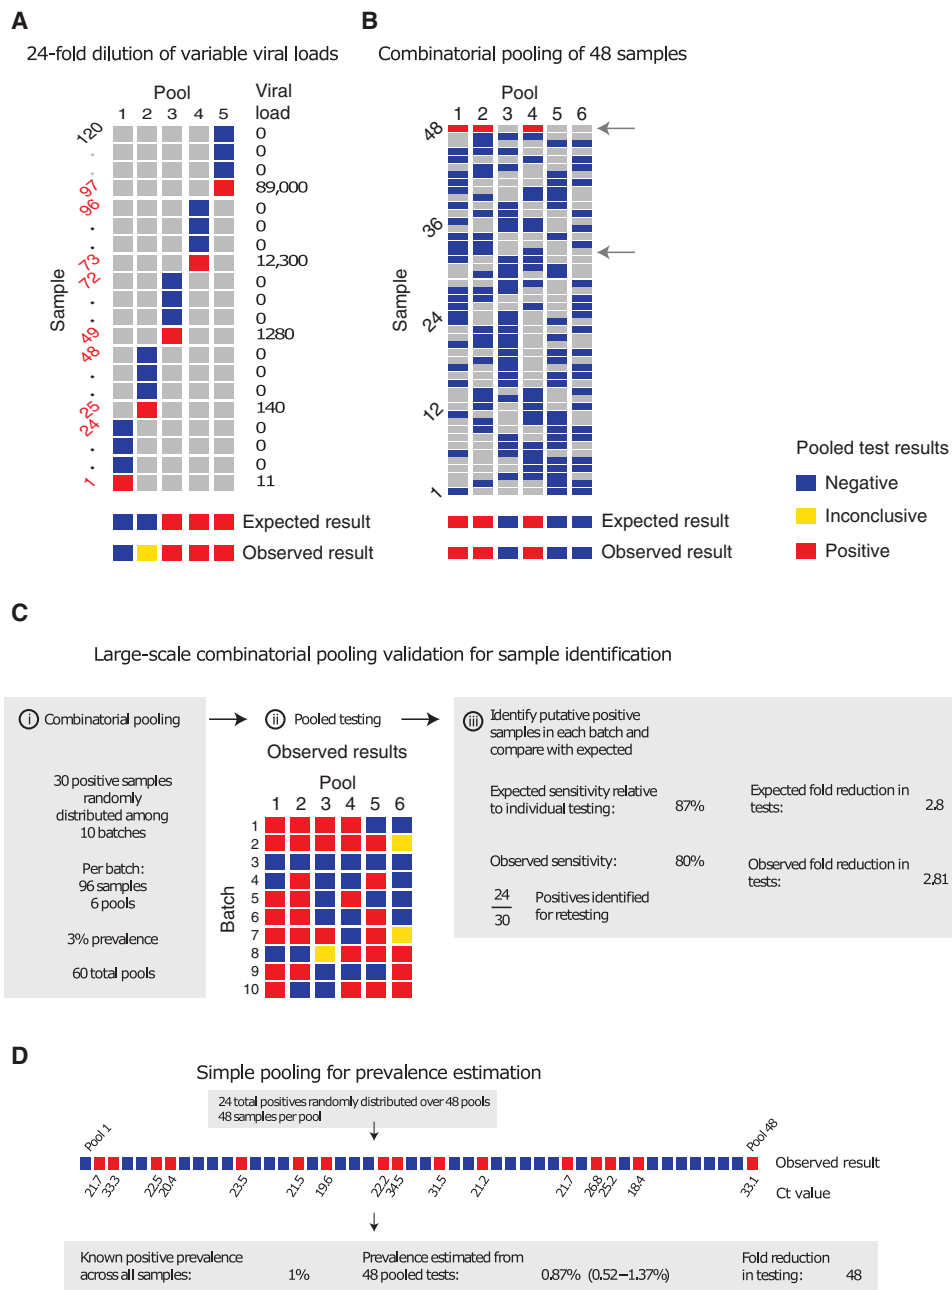 A
24-fold dilution of variable viral loads
Pool
Viral load
1 2 3 4 5
Sample
120
.
.
97
96
.
.
73
72
.
.
49
48
.
.
25
24
.
.
1
0
0
0
89,000
0
0
0
12,300
0
0
0
1280
0
0
0
140
0
0
0
11
Expected result
Observed result
B
Combinatorial pooling of 48 samples
Pool
1 2 3 4 5 6
Sample
48
36
24
12
1
Expected result
Observed result
Pooled test results
Negative
Inconclusive
Positive
C
Large-scale combinatorial pooling validation for sample identification
i Combinatorial pooling
30 positive samples
randomly
distributed among
10 batches
Per batch:
96 samples
6 pools
3% prevalence
60 total pools
ii Pooled testing
Observed results
Pool
1 2 3 4 5 6
Batch
1
2
3
4
5
6
7
8
9
10
iii Identify putative positive
samples in each batch and
compare with expected
Expected sensitivity relative
to individual testing: 87%
Expected fold reduction in
tests: 2.8
Observed sensitivity: 80%
Observed fold reduction in
tests: 2,81
24
30
Positives identified
for retesting
D
Simple pooling for prevalence estimation
24 total positives randomly distributed over 48 pools
48 samples per pool
Pool 1
Pool 48
Observed result
21.7 33.3 22.5 20.4 23.5 21.5 19.6 22.2 34.5 31.5 21.2 21.7 26.8 25.2 18.4 33.1
Ct value
Known positive prevalence
across all samples: 1%
Prevalence estimated from
48 pooled tests: 0.87% (0.52–1.37%)
Fold reduction
in testing: 48